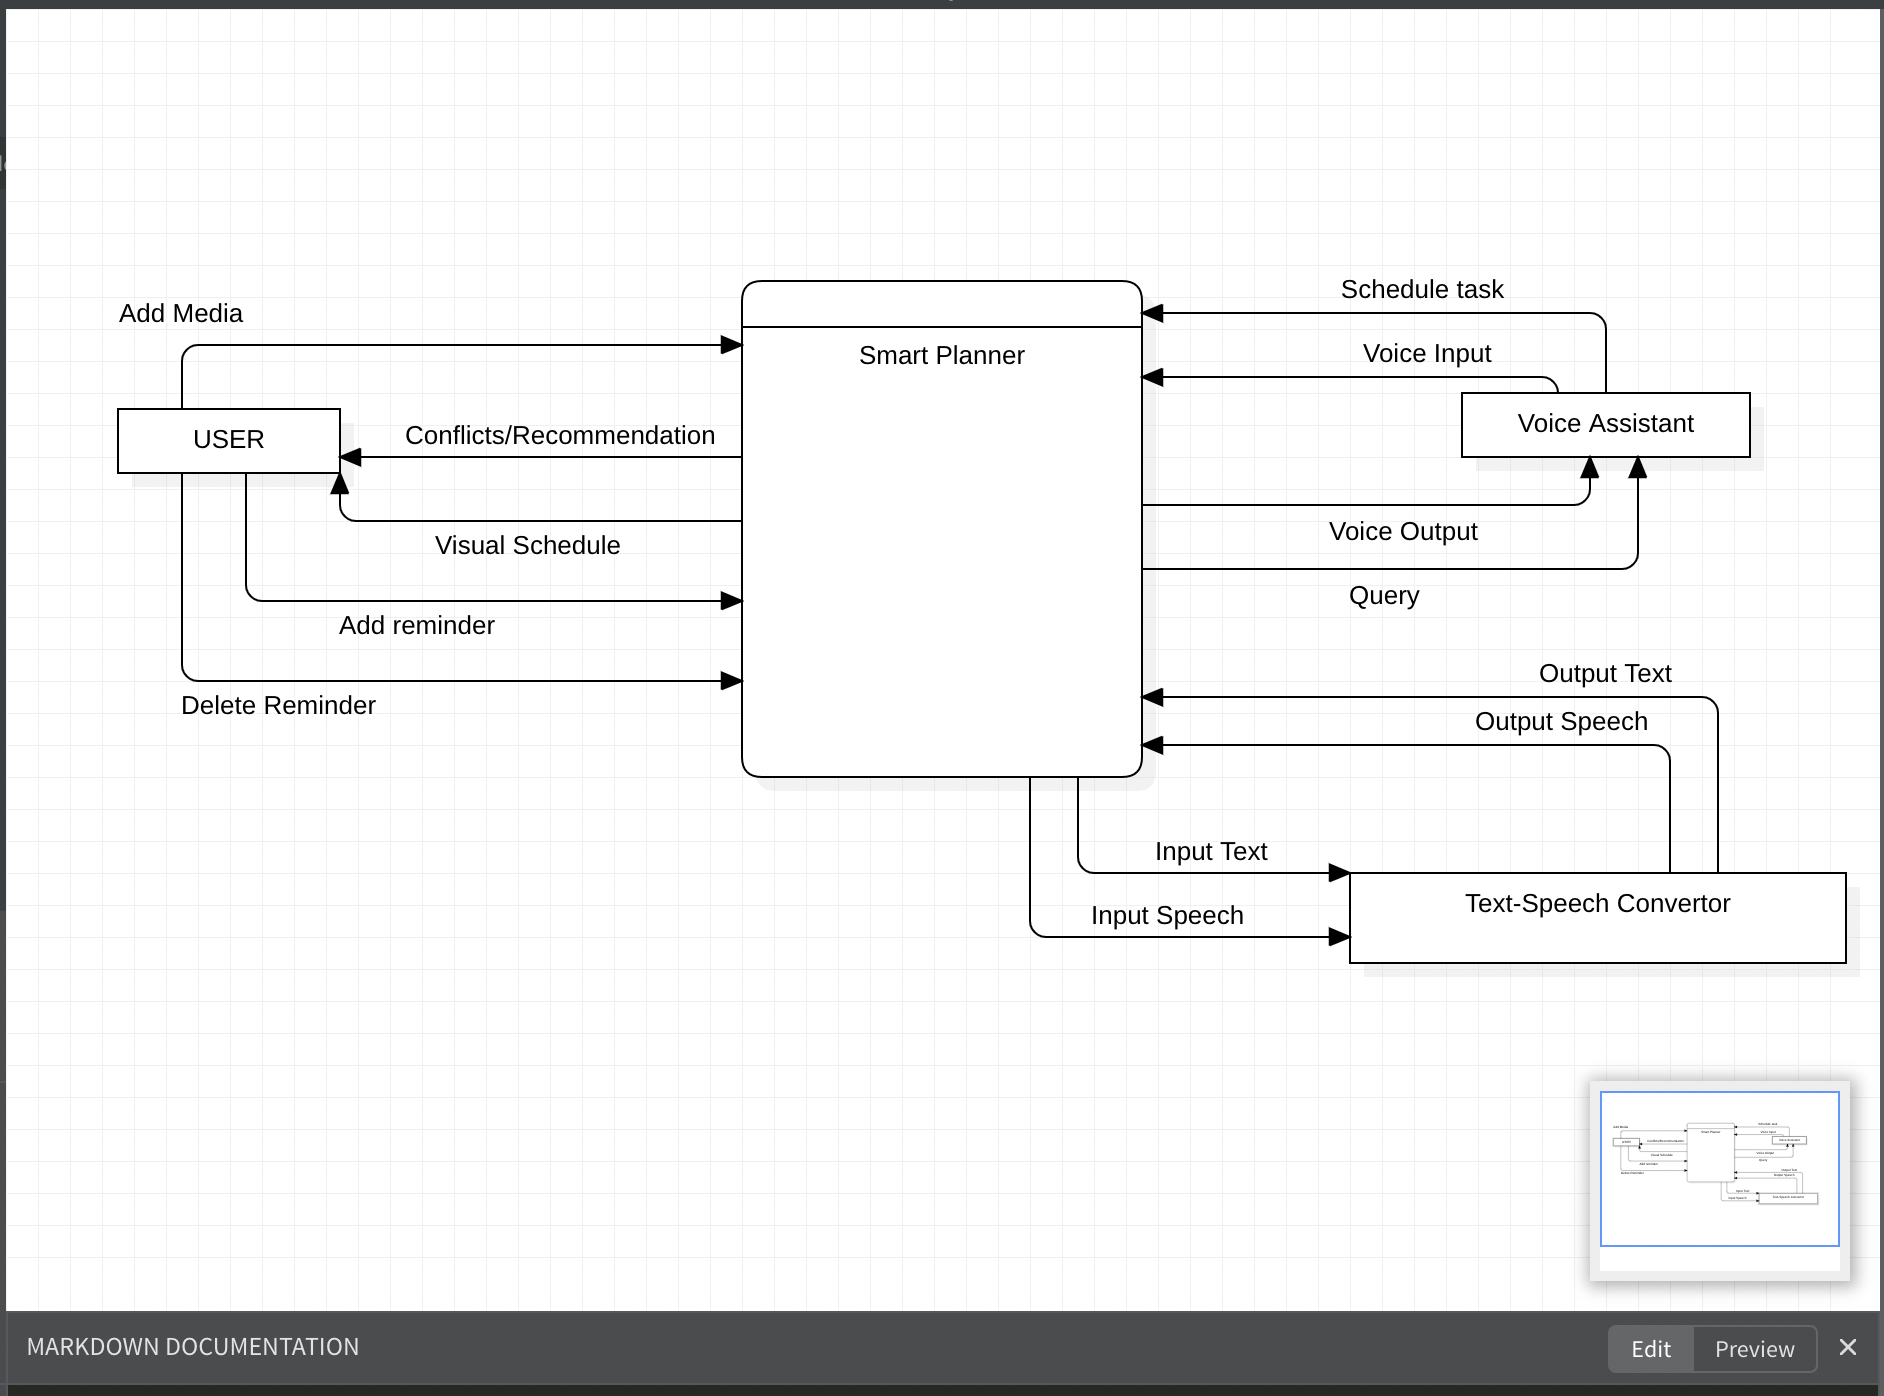 Schedule task
Add Media
Voice Input
Smart Planner
Voice Assistant
USER
Conflicts/Recommendation
Voice Output
Visual Schedule
Query
Add reminder
Output Text
Delete Reminder
Output Speech
Input Text
Text-Speech Convertor
Input Speech
MARKDOWN DOCUMENTATION
Edit
Preview